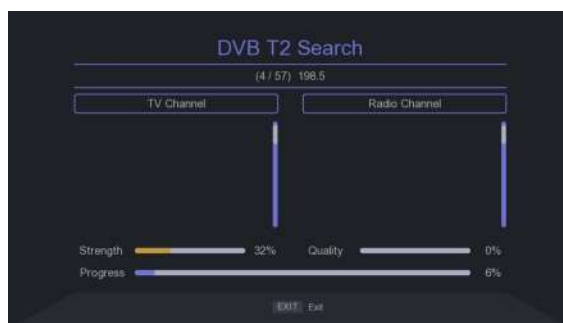 DVB T2 Search
(4 / 57) 198.5
TV Channel Radio Channel
Strength 32% Quality 0%
Progress 6%
EXIT Exit